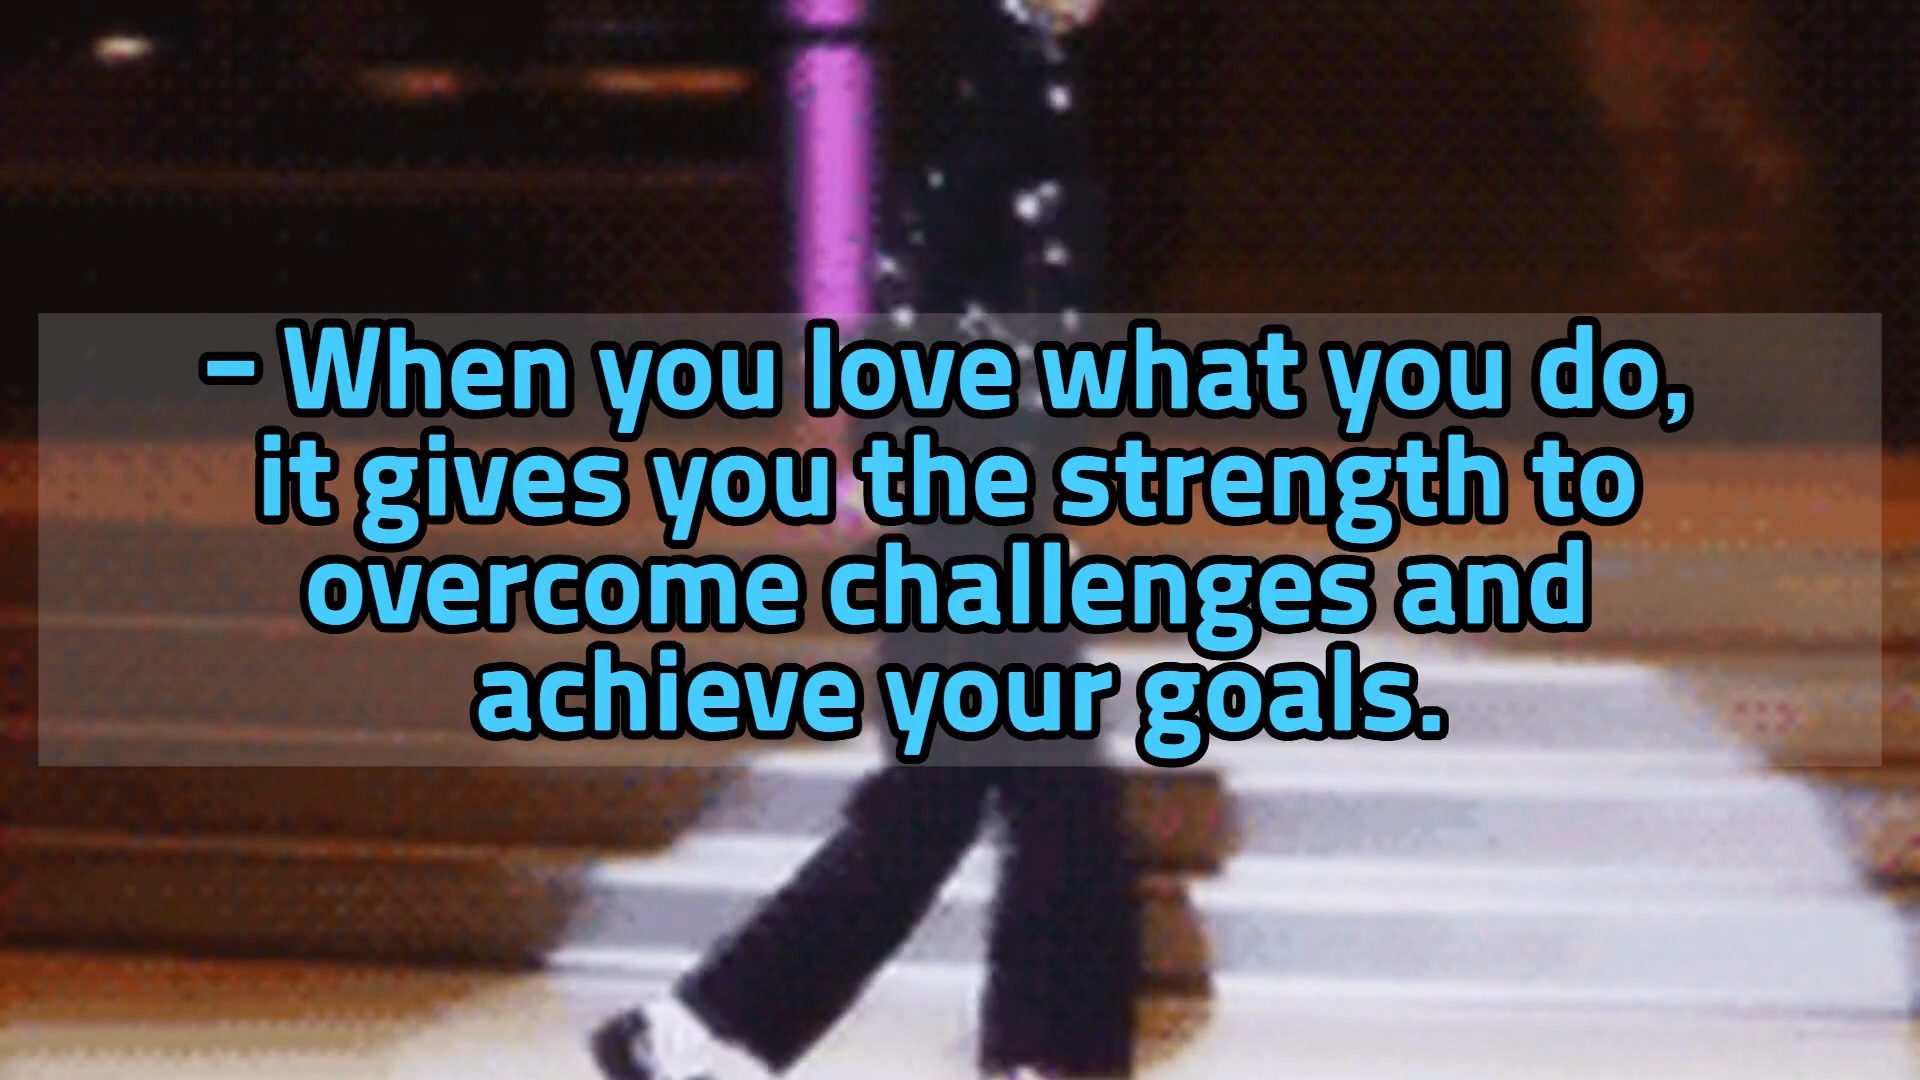 – When you love what you do,
it gives you the strength to
overcome challenges and
achieve your goals.